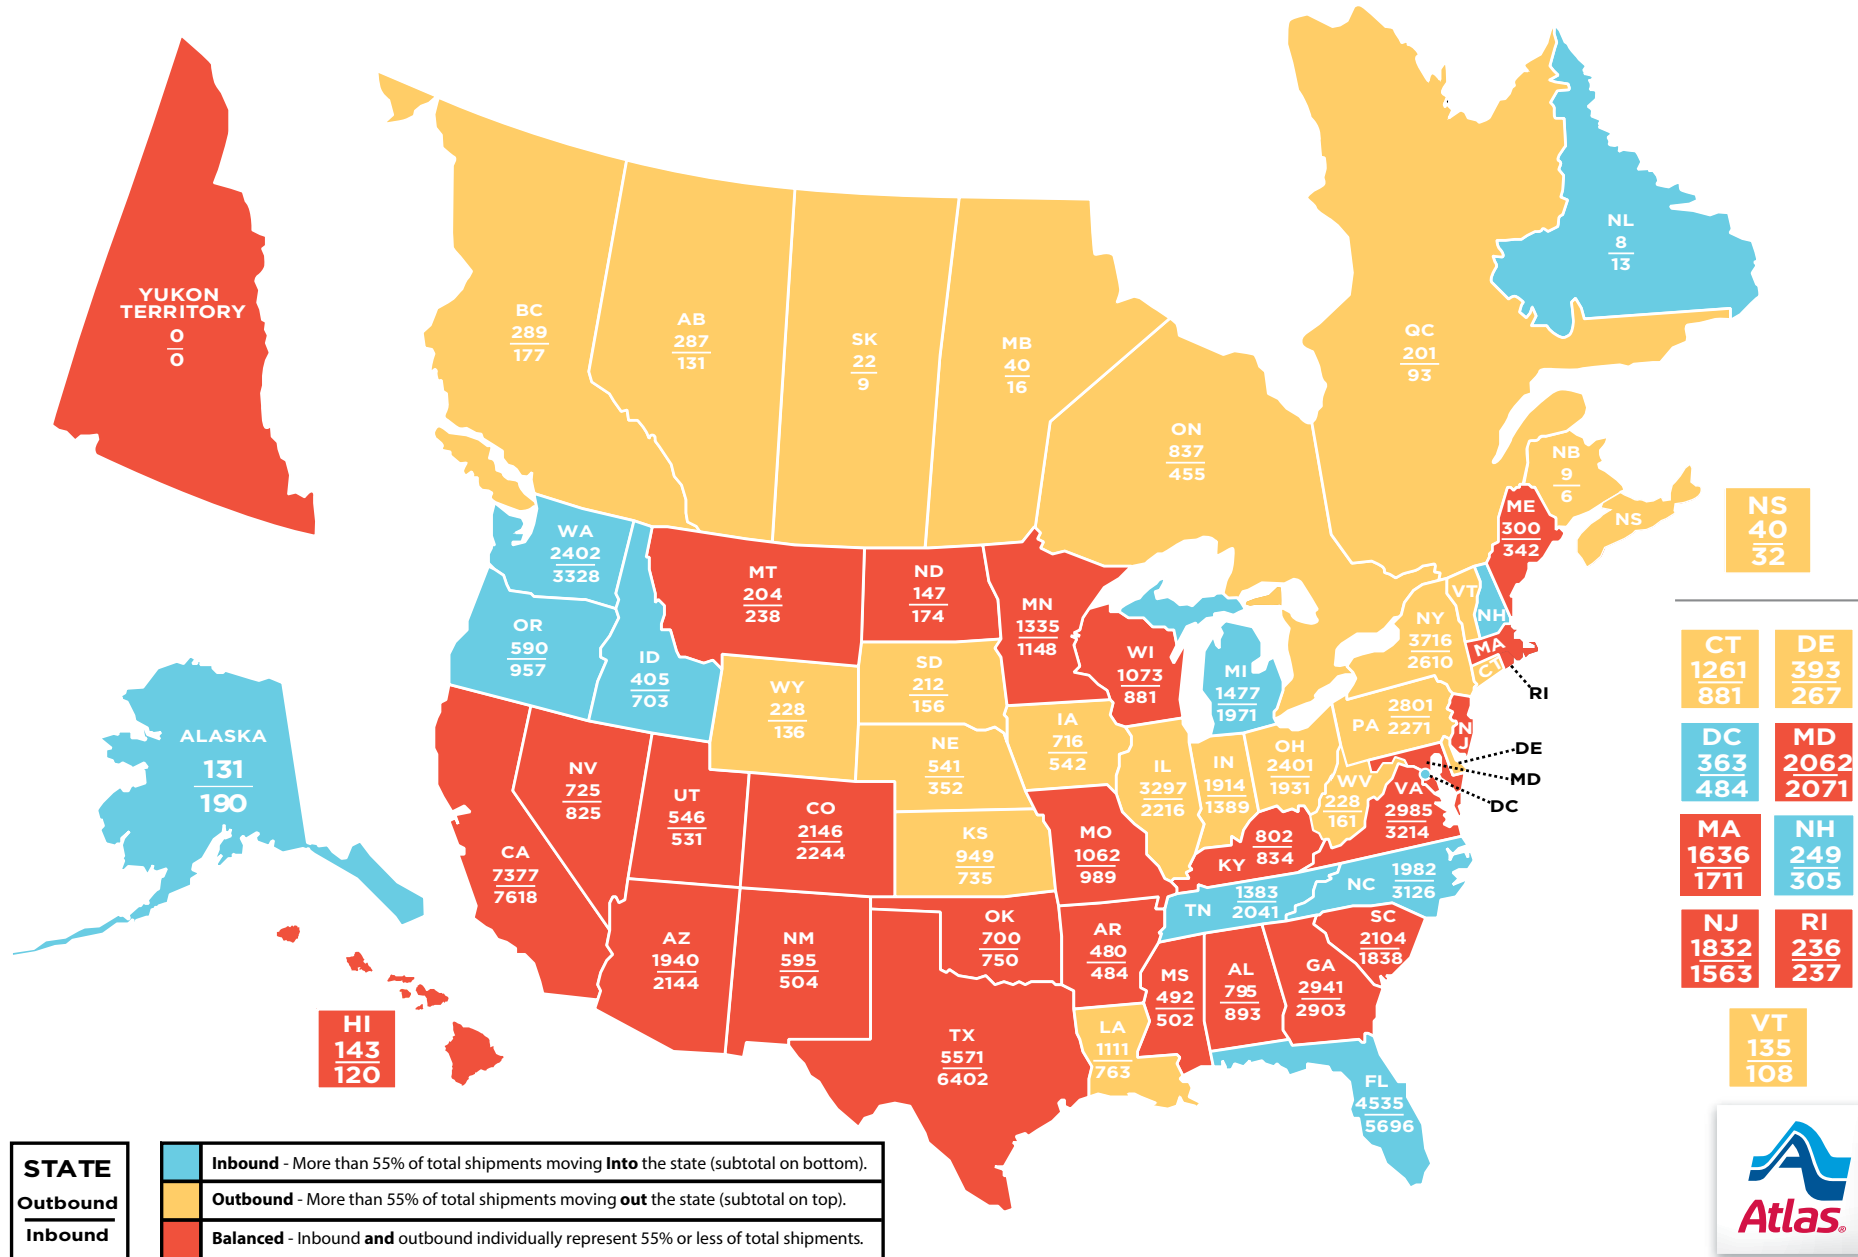 YUKON
TERRITORY
0
0
BC
289
177
AB
287
131
SK
22
9
MB
40
16
ON
837
455
QC
201
93
NL
8
13
NB
9
6
NS
NS
40
32
ME
300
342
WA
2402
3328
OR
590
957
ID
405
703
MT
204
238
ND
147
174
MN
1335
1148
WI
1073
881
MI
1477
1971
NY
3716
2610
VT
NH
MA
CT
RI
SD
212
156
WY
228
136
NE
541
352
IA
716
542
IL
3297
2216
IN
1914
1389
OH
2401
1931
PA
2801
2271
N
J
DE
MD
DC
WV
228
161
VA
2985
3214
ALASKA
131
190
CA
7377
7618
NV
725
825
UT
546
531
CO
2146
2244
KS
949
735
MO
1062
989
KY
802
834
TN
1383
2041
NC
1982
3126
SC
2104
1838
AZ
1940
2144
NM
595
504
OK
700
750
AR
480
484
MS
492
502
AL
795
893
GA
2941
2903
TX
5571
6402
LA
1111
763
FL
4535
5696
HI
143
120
CT
1261
881
DE
393
267
DC
363
484
MD
2062
2071
MA
1636
1711
NH
249
305
NJ
1832
1563
RI
236
237
VT
135
108
STATE
Outbound
Inbound
Inbound - More than 55% of total shipments moving Into the state (subtotal on bottom).
Outbound - More than 55% of total shipments moving out the state (subtotal on top).
Balanced - Inbound and outbound individually represent 55% or less of total shipments.
Atlas®